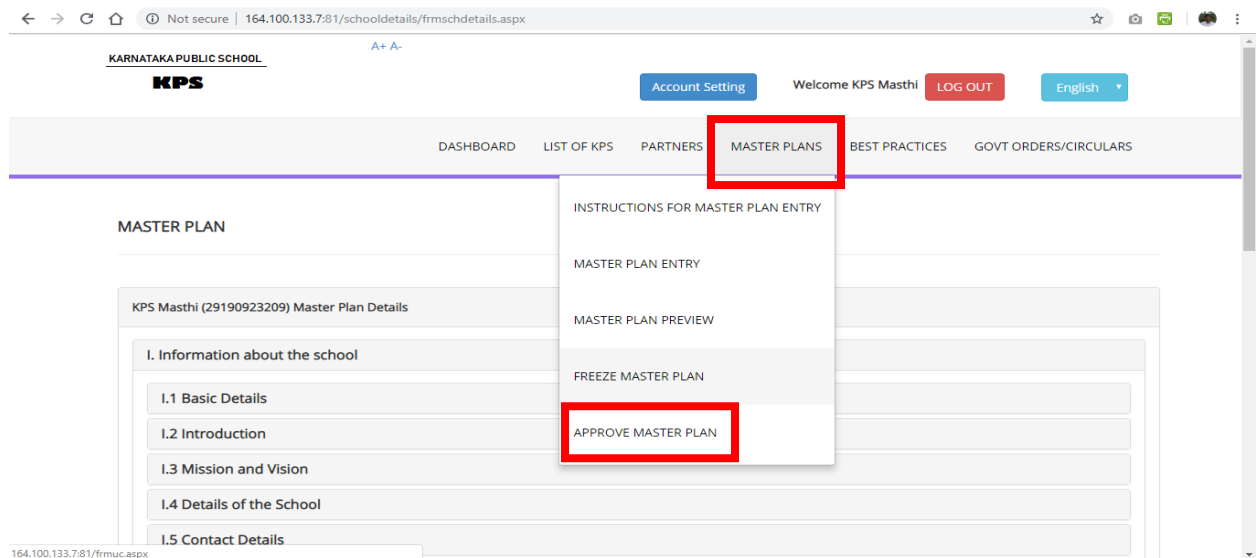 Not secure | 164.100.133.7:81/schooldetails/frmschdetails.aspx
A+ A-
KARNATAKA PUBLIC SCHOOL
KPS
Account Setting
Welcome KPS Masthi
LOG OUT
English
DASHBOARD
LIST OF KPS
PARTNERS
MASTER PLANS
BEST PRACTICES
GOVT ORDERS/CIRCULARS
INSTRUCTIONS FOR MASTER PLAN ENTRY
MASTER PLAN ENTRY
MASTER PLAN PREVIEW
FREEZE MASTER PLAN
APPROVE MASTER PLAN
MASTER PLAN
KPS Masthi (29190923209) Master Plan Details
I. Information about the school
I.1 Basic Details
I.2 Introduction
I.3 Mission and Vision
I.4 Details of the School
I.5 Contact Details
164.100.133.7:81/frmuc.aspx